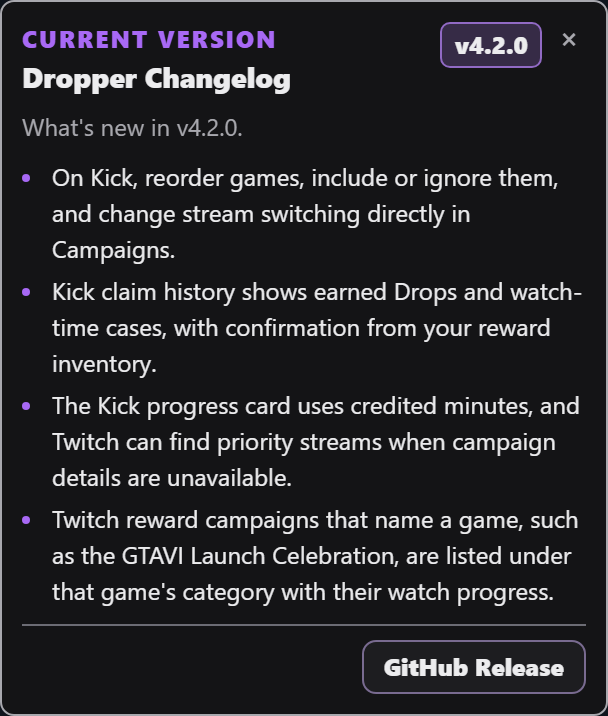 CURRENT VERSION
v4.2.0
×
Dropper Changelog
What's new in v4.2.0.
• On Kick, reorder games, include or ignore them,
and change stream switching directly in
Campaigns.
• Kick claim history shows earned Drops and watch-
time cases, with confirmation from your reward
inventory.
• The Kick progress card uses credited minutes, and
Twitch can find priority streams when campaign
details are unavailable.
• Twitch reward campaigns that name a game, such
as the GTAVI Launch Celebration, are listed under
that game's category with their watch progress.
GitHub Release